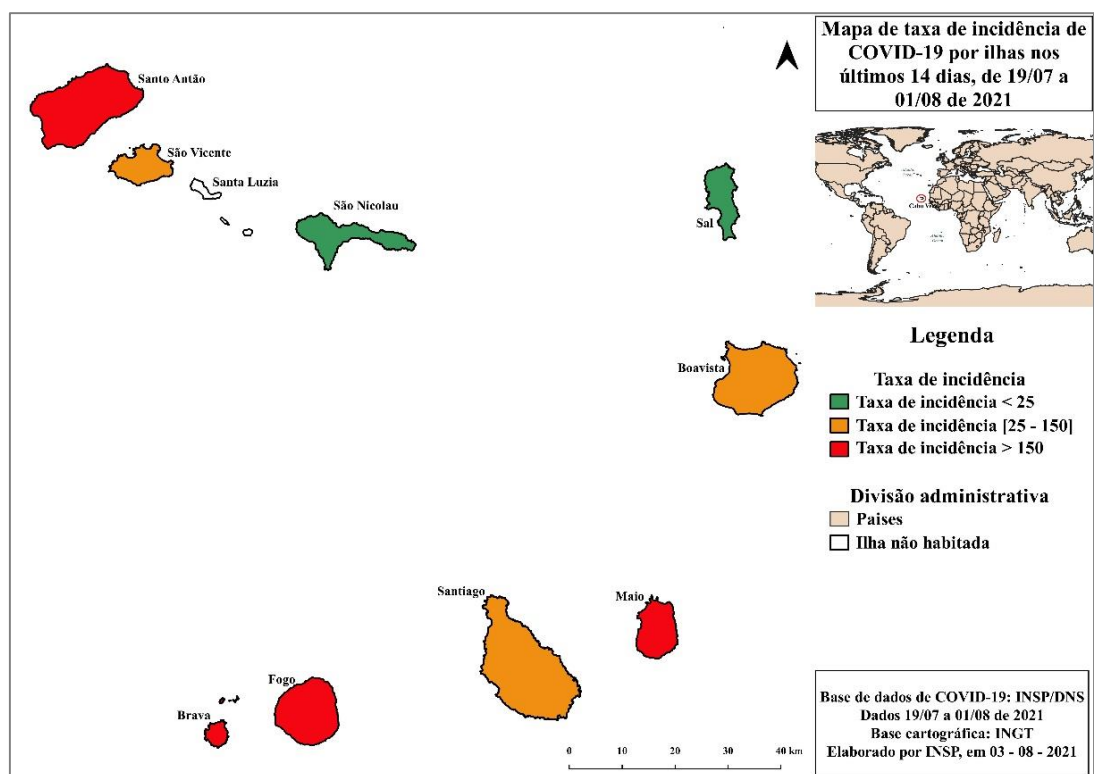 Mapa de taxa de incidência de
COVID-19 por ilhas nos
últimos 14 dias, de 19/07 a
01/08 de 2021
Santo Antão
São Vicente
Santa Luzia
São Nicolau
Sal
Boavista
Santiago
Maio
Fogo
Brava
Legenda
Taxa de incidência
Taxa de incidência < 25
Taxa de incidência [25 - 150]
Taxa de incidência > 150
Divisão administrativa
Paises
Ilha não habitada
0 10 20 30 40 km
Base de dados de COVID-19: INSP/DNS
Dados 19/07 a 01/08 de 2021
Base cartográfica: INGT
Elaborado por INSP, em 03 - 08 - 2021